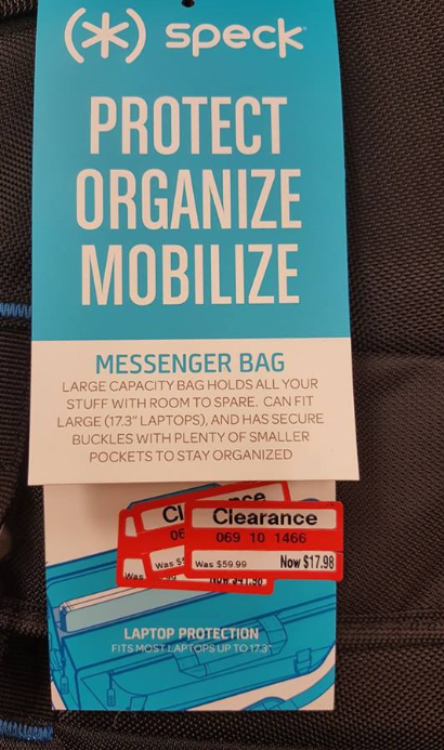 (*) speck
PROTECT
ORGANIZE
MOBILIZE
MESSENGER BAG
LARGE CAPACITY BAG HOLDS ALL YOUR
STUFF WITH ROOM TO SPARE. CAN FIT
LARGE (17.3" LAPTOPS), AND HAS SECURE
BUCKLES WITH PLENTY OF SMALLER
POCKETS TO STAY ORGANIZED
Clearance
069 10 1466
Was $59.99 Now $17.98
Was
LAPTOP PROTECTION
FITS MOST LAPTOPS UP TO 17.3"